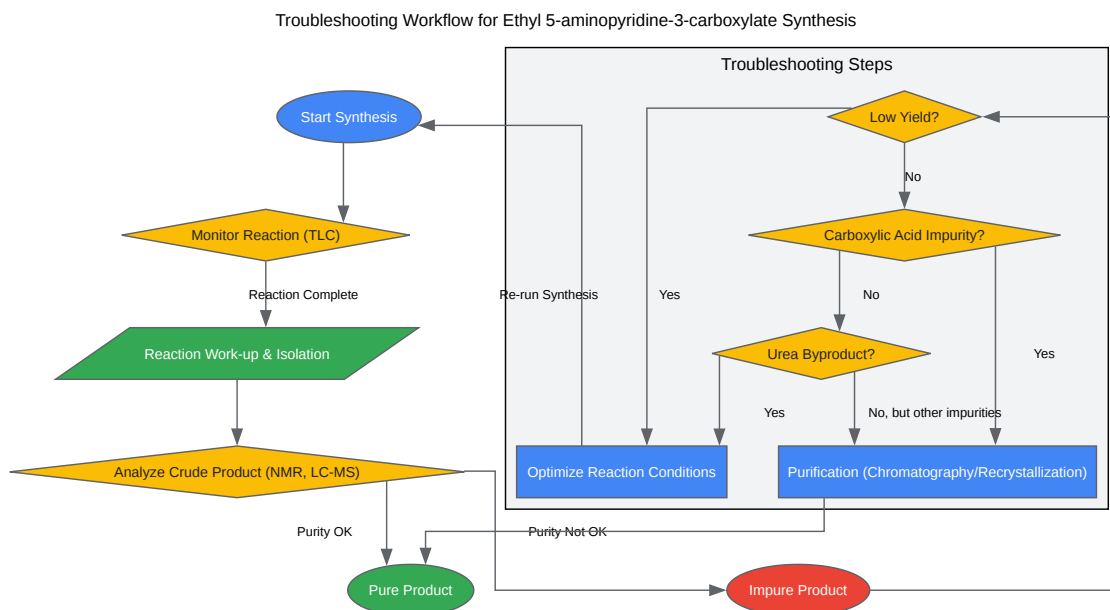 Troubleshooting Workflow for Ethyl 5-aminopyridine-3-carboxylate Synthesis
Troubleshooting Steps
Start Synthesis
Low Yield?
No
Monitor Reaction (TLC)
Carboxylic Acid Impurity?
Reaction Complete
Re-run Synthesis
Yes
No
Reaction Work-up & Isolation
Urea Byproduct?
Yes
Yes
No, but other impurities
Analyze Crude Product (NMR, LC-MS)
Optimize Reaction Conditions
Purification (Chromatography/Recrystallization)
Purity OK
Purity Not OK
Pure Product
Impure Product